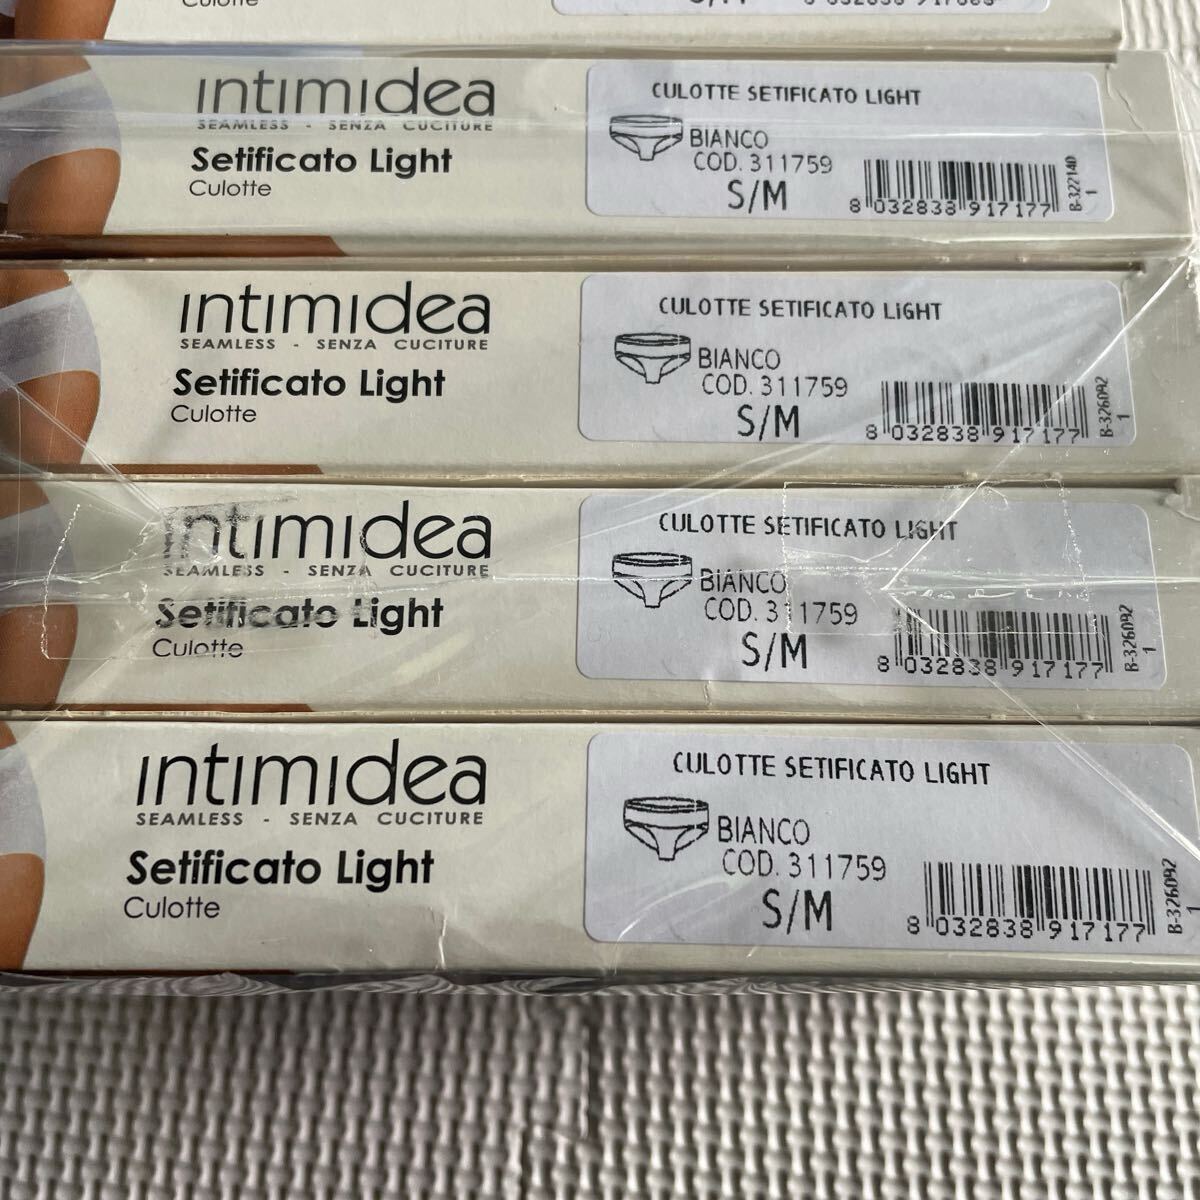 Culotte
S/M
intimidea
SEAMLESS - SENZA CUCITURE
Setificato Light
Culotte
CULOTTE SETIFICATO LIGHT
BIANCO
COD. 311759
S/M
8 032838 917177
B-322140
1
intimidea
SEAMLESS - SENZA CUCITURE
Setificato Light
Culotte
CULOTTE SETIFICATO LIGHT
BIANCO
COD. 311759
S/M
8 032838 917177
B-326092
1
intimidea
SEAMLESS - SENZA CUCITURE
Setificato Light
Culotte
CULOTTE SETIFICATO LIGHT
BIANCO
COD. 311759
S/M
8 032838 917177
B-326092
1
intimidea
SEAMLESS - SENZA CUCITURE
Setificato Light
Culotte
CULOTTE SETIFICATO LIGHT
BIANCO
COD. 311759
S/M
8 032838 917177
B-326092
1